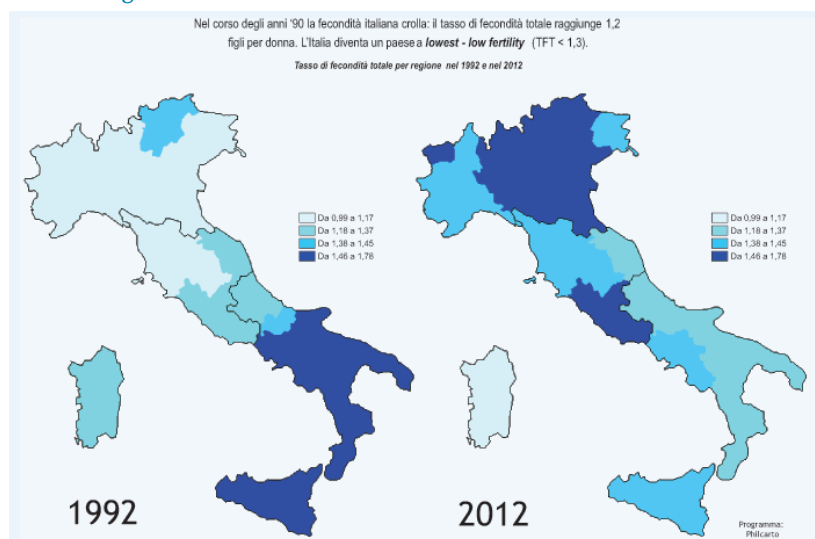 Nel corso degli anni '90 la fecondità italiana crolla: il tasso di fecondità totale raggiunge 1,2
figli per donna. L'Italia diventa un paese a lowest - low fertility (TFT < 1,3).
Tasso di fecondità totale per regione nel 1992 e nel 2012
Da 0,99 a 1,17
Da 1,18 a 1,37
Da 1,38 a 1,45
Da 1,46 a 1,78
Da 0,99 a 1,17
Da 1,18 a 1,37
Da 1,38 a 1,45
Da 1,46 a 1,78
1992
2012
Programma:
Philcarto